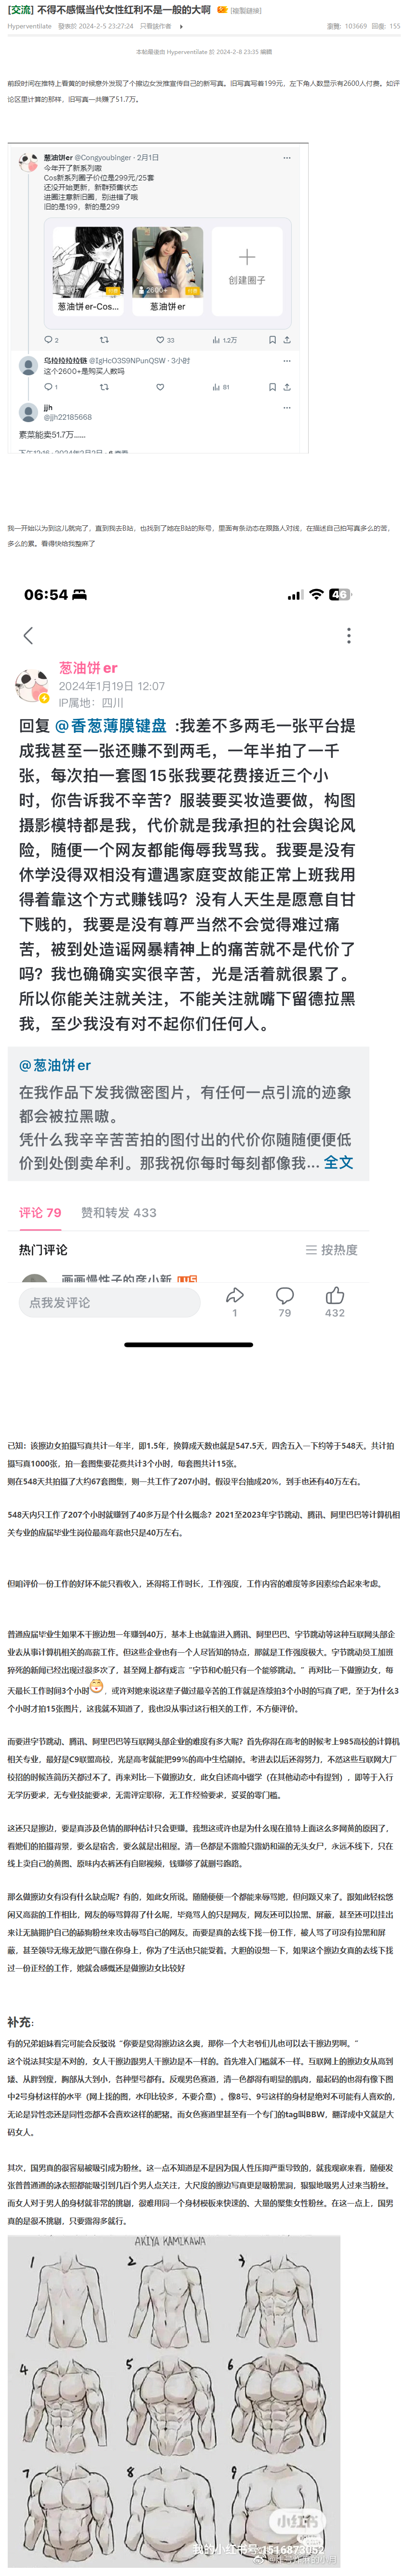 [交流] 不得不感慨当代女性红利不是一般的大啊 [複製鏈接]
Hyperventilate 發表於 2024-2-5 23:27:24 只看該作者 瀏覽: 103669 回復: 155
本帖最後由 Hyperventilate 於 2024-2-8 23:35 編輯
前段时间在推特上看黄的时候意外发现了个擦边女发推宣传自己的新写真。旧写真写着199元，左下角人数显示有2600人付费。如评
论区里计算的那样，旧写真一共赚了51.7万。
葱油饼er @CongyoubInger · 2月1日
今年开了新系列嗷
Cos新系列圈子价位是299元/25套
还没开始更新，新群预售状态
进圈注意新旧圈，别进错了哦
旧的是199，新的是299
2600+
葱油饼er-Cos...
葱油饼er
创建圈子
2 33 1.2万
乌拉拉拉拉链 @IgHcO3S9NPunQSW · 3小时
这个2600+是购买人数吗
1 81
jjh
@jjh22185668
素菜能卖51.7万......
我一开始以为到这儿就完了，直到我去B站，也找到了她在B站的账号，里面有条动态在跟路人对线，在描述自己拍写真多么的苦，
多么的累。看得快给我整麻了
06:54 46
葱油饼er
2024年1月19日 12:07
IP属地：四川
回复 @香葱薄膜键盘 :我差不多两毛一张平台提
成我甚至一张还赚不到两毛，一年半拍了一千
张，每次拍一套图15张我要花费接近三个小
时，你告诉我不辛苦？服装要买妆造要做，构图
摄影模特都是我，代价就是我承担的社会舆论风
险，随便一个网友都能侮辱我骂我。我要是没有
休学没得双相没有遭遇家庭变故能正常上班我用
得着靠这个方式赚钱吗？没有人天生是愿意自甘
下贱的，我要是没有尊严当然不会觉得难过痛
苦，被到处造谣网暴精神上的痛苦就不是代价了
吗？我也确确实实很辛苦，光是活着就很累了。
所以你能关注就关注，不能关注就嘴下留德拉黑
我，至少我没有对不起你们任何人。
@葱油饼er
在我作品下发我微密图片，有任何一点引流的迹象
都会被拉黑嗷。
凭什么我辛辛苦苦拍的图付出的代价你随随便便低
价到处倒卖牟利。那我祝你每时每刻都像我... 全文
评论 79 赞和转发 433
热门评论 按热度
画画慢性子的彦小新
点我发评论 1 79 432
已知：该擦边女拍摄写真共计一年半，即1.5年，换算成天数也就是547.5天，四舍五入一下约等于548天。共计拍
摄写真1000张，拍一套图集要花费共计3个小时，每套图共计15张。
则在548天共拍摄了大约67套图集，则一共工作了207小时。假设平台抽成20%，到手也还有40万左右。
548天内只工作了207个小时就赚到了40多万是个什么概念？2021至2023年字节跳动、腾讯、阿里巴巴等计算机相
关专业的应届毕业生岗位最高年薪也只是40万左右。
但咱评价一份工作的好坏不能只看收入，还得将工作时长，工作强度，工作内容的难度等多因素综合起来考虑。
普通应届毕业生如果不干擦边想一年赚到40万，基本上也就靠进入腾讯、阿里巴巴、字节跳动等这种互联网头部企
业去从事计算机相关的高薪工作。但这些企业也有一个人尽皆知的特点，那就是工作强度极大。字节跳动员工加班
猝死的新闻已经出现过很多次了，甚至网上都有戏言“字节和心脏只有一个能够跳动。”再对比一下做擦边女，每
天最长工作时间3个小时，或许对她来说这辈子做过最辛苦的工作就是连续拍3个小时的写真了吧，至于为什么3
个小时才拍15张图片，这我就不知道了，我也没从事过这行相关的工作，不方便评价。
而要进字节跳动、腾讯、阿里巴巴等互联网头部企业的难度有多大呢？首先你得在高考的时候考上985高校的计算机
相关专业，最好是C9联盟高校，光是高考就能把99%的高中生给刷掉。考进去以后还得努力，不然这些互联网大厂
校招的时候连简历关都过不了。再来对比一下做擦边女，此女自述高中辍学（在其他动态中有提到），即等于入行
无学历要求，无专业技能要求，无需评定职称，无工作经验要求，妥妥的零门槛。
这还只是擦边，要是真涉及色情的那种估计只会更赚。我想这或许也是为什么现在推特上面这么多网黄的原因了，
看她们的拍摄背景，要么是宿舍，要么就是出租屋。清一色都是不露脸只露奶和逼的无头女尸，永远不线下，只在
线上卖自己的黄图、原味内衣裤还有自慰视频，钱赚够了就删号跑路。
那么做擦边女有没有什么缺点呢？有的，如此女所说。随随便便一个都能来辱骂她，但问题又来了。跟如此轻松悠
闲又高薪的工作相比，网友的辱骂算得了什么呢，毕竟骂人的只是网友，网友还可以拉黑、屏蔽，甚至还可以挂出
来让无脑拥护自己的舔狗粉丝来攻击辱骂自己的网友。而要是真的去线下找一份工作，被人骂了可没有拉黑和屏
蔽，甚至领导无缘无故把气撒在你身上，你为了生活也只能受着。大胆的设想一下，如果这个擦边女真的去线下找
过一份正经的工作，她就会感慨还是做擦边女比较好
补充：
有的兄弟姐妹看完可能会反驳说“你要是觉得擦边这么爽，那你一个大老爷们儿也可以去干擦边男啊。”
这个说法其实是不对的，女人干擦边跟男人干擦边是不一样的。首先准入门槛就不一样。互联网上的擦边女从高到
矮，从胖到瘦，胸部从大到小，各种型号都有。反观男色赛道，清一色都得有明显的肌肉，最起码的也得有像下图
中2号身材这样的水平（网上找的图，水印比较多，不要介意）。像8号、9号这样的身材是绝对不可能有人喜欢的，
无论是异性恋还是同性恋都不会喜欢这样的肥猪。而女色赛道里甚至有一个专门的tag叫BBW，翻译成中文就是大
码女人。
其次，国男真的很容易被吸引成为粉丝。这一点不知道是不是因为国人性压抑严重导致的，就我观察来看，随便发
张普普通通的泳衣照都能吸引到几百个男人点关注，大尺度的擦边写真更是吸粉黑洞，狠狠地吸男人过来当粉丝。
而女人对于男人的身材就非常的挑剔，很难用同一个身材模板来快速的、大量的聚集女性粉丝。在这一点上，国男
真的是很不挑剔，只要露得多就行。
AKIYA KAMIKAWA
1 2 3
4 5 6
7 8 9
小红书
我的小红书号:1516873052